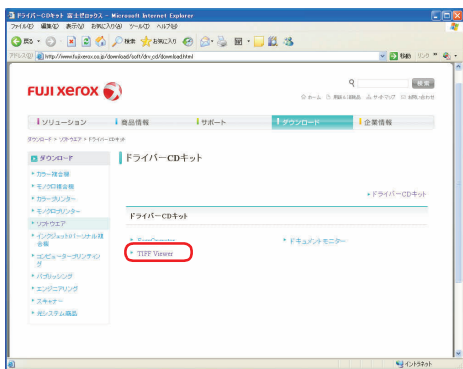 ドライバーCDキット 富士ゼロックス - Microsoft Internet Explorer
ファイル(F) 編集(E) 表示(V) お気に入り(A) ツール(T) ヘルプ(H)
戻る 検索 お気に入り
アドレス(D) http://www.fujixerox.co.jp/download/soft/drv_cd/download.html 移動 リンク
FUJI XEROX
検索
ホーム サイトマップ お問い合わせ
ソリューション 商品情報 サポート ダウンロード 企業情報
ダウンロード > ソフトウエア > ドライバーCDキット
ダウンロード
カラー複合機
モノクロ複合機
カラープリンター
モノクロプリンター
ソフトウエア
インクジェット/パーソナル複
合機
コンピュータープリンティン
グ
パブリッシング
エンジニアリング
スキャナー
光システム商品
ドライバーCDキット
ドライバーCDキット
ドライバーCDキット
TIFF Viewer
ドキュメントモニター
インターネット